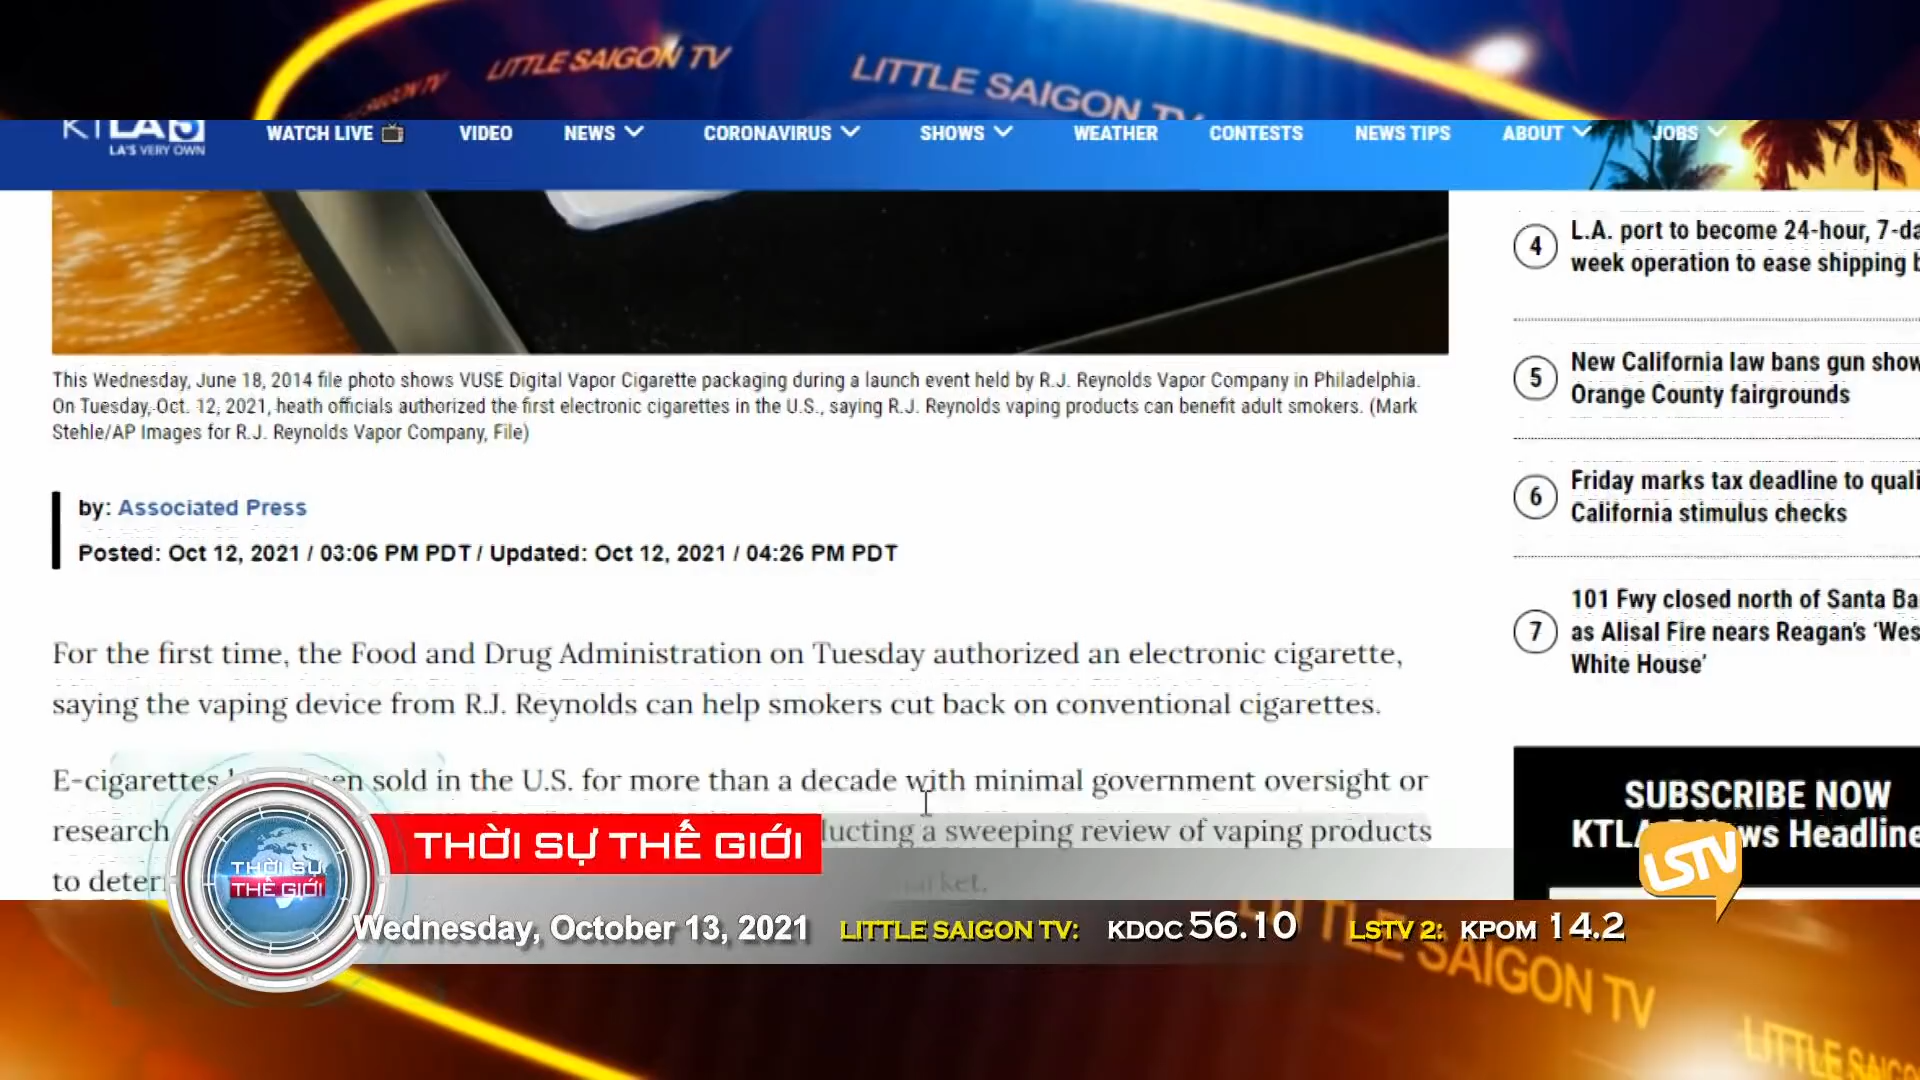 LITTLE SAIGON TV
LITTLE SAIGON TV
KTLA 5
LA'S VERY OWN
WATCH LIVE
VIDEO
NEWS
CORONAVIRUS
SHOWS
WEATHER
CONTESTS
NEWS TIPS
ABOUT
JOBS
This Wednesday, June 18, 2014 file photo shows VUSE Digital Vapor Cigarette packaging during a launch event held by R.J. Reynolds Vapor Company in Philadelphia.
On Tuesday, Oct. 12, 2021, heath officials authorized the first electronic cigarettes in the U.S., saying R.J. Reynolds vaping products can benefit adult smokers. (Mark
Stehle/AP Images for R.J. Reynolds Vapor Company, File)
by: Associated Press
Posted: Oct 12, 2021 / 03:06 PM PDT / Updated: Oct 12, 2021 / 04:26 PM PDT
For the first time, the Food and Drug Administration on Tuesday authorized an electronic cigarette,
saying the vaping device from R.J. Reynolds can help smokers cut back on conventional cigarettes.
E-cigarettes sold in the U.S. for more than a decade with minimal government oversight or
research a sweeping review of vaping products
to
4
L.A. port to become 24-hour,
week operation to ease shipping
5
New California law bans gun
Orange County fairgrounds
6
Friday marks tax deadline to
California stimulus checks
7
101 Fwy closed north of Santa
as Alisal Fire nears Reagan's
White House'
SUBSCRIBE NOW
LSTV
THỜI SỰ THẾ GIỚI
THỜI SỰ
THẾ GIỚI
Wednesday, October 13, 2021
LITTLE SAIGON TV: KDOC 56.10
LSTV 2: KPOM 14.2
LITTLE SAIGON TV
LITTLE